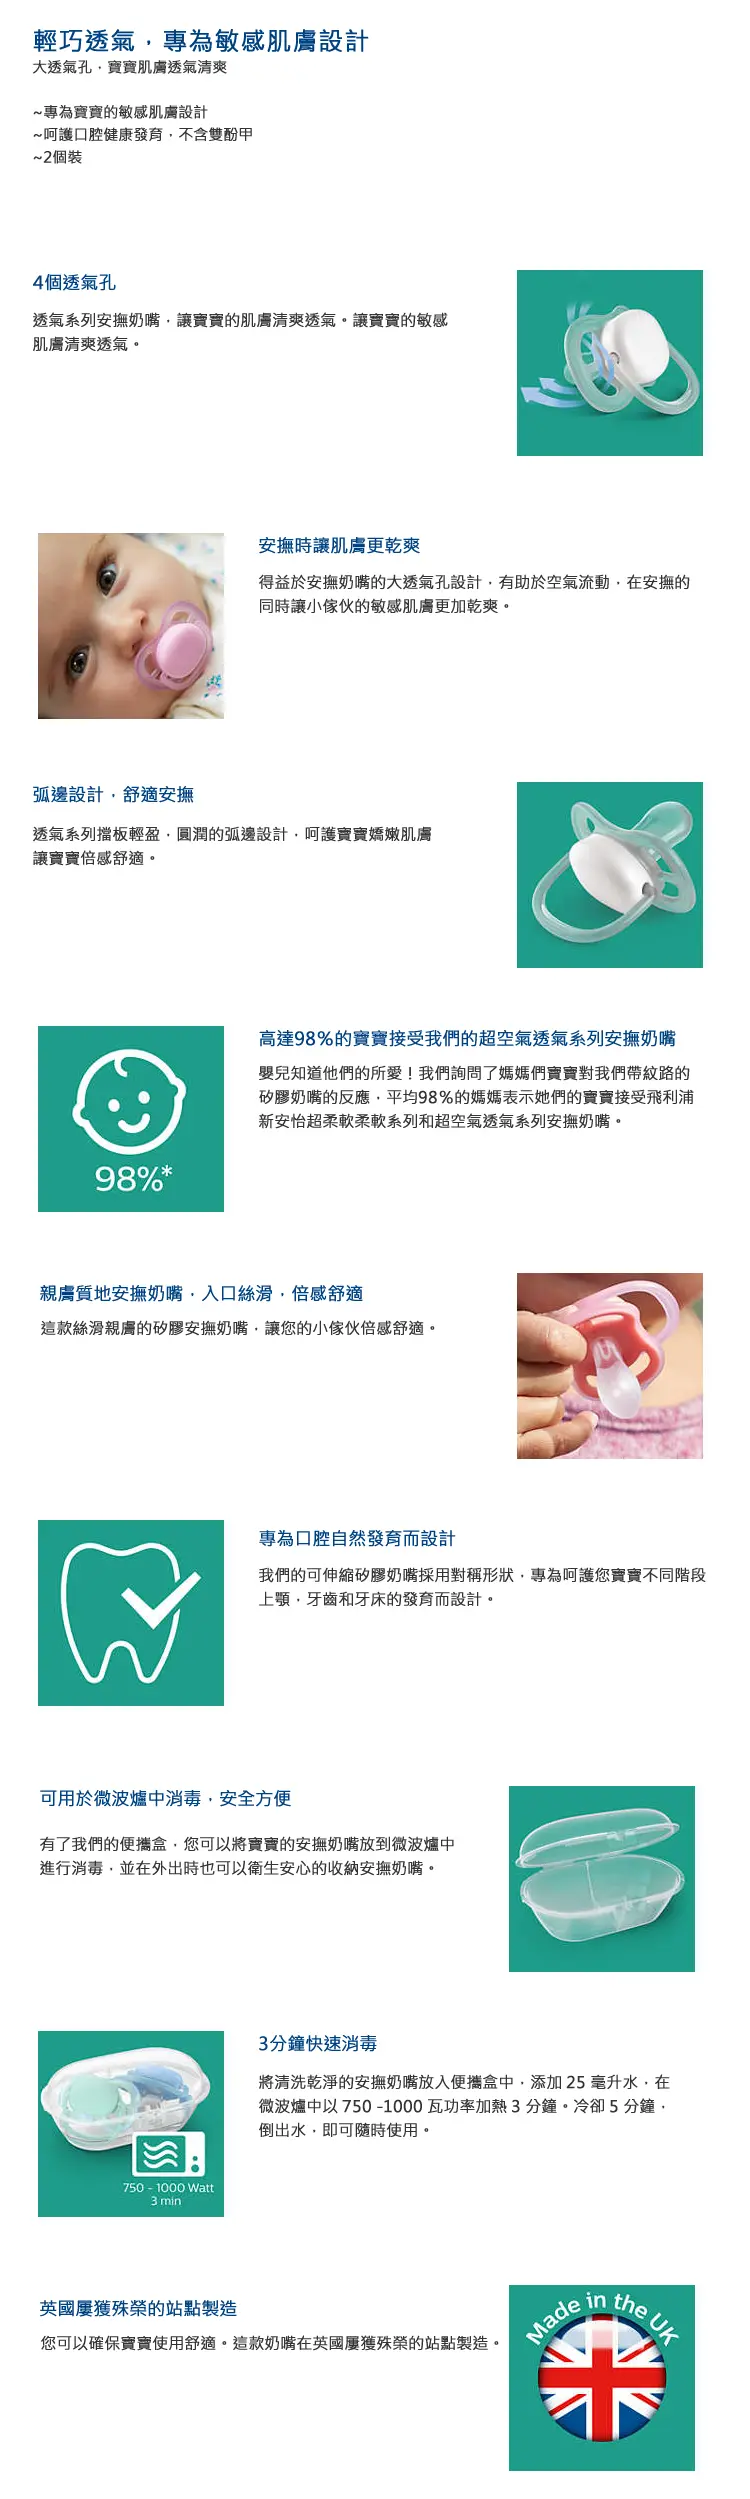 輕巧透氣，專為敏感肌膚設計
大透氣孔，寶寶肌膚透氣清爽
~專為寶寶的敏感肌膚設計
~呵護口腔健康發育，不含雙酚甲
~2個裝
4個透氣孔
透氣系列安撫奶嘴，讓寶寶的肌膚清爽透氣。讓寶寶的敏感
肌膚清爽透氣。
安撫時讓肌膚更乾爽
得益於安撫奶嘴的大透氣孔設計，有助於空氣流動，在安撫的
同時讓小傢伙的敏感肌膚更加乾爽。
弧邊設計，舒適安撫
透氣系列擋板輕盈，圓潤的弧邊設計，呵護寶寶嬌嫩肌膚
讓寶寶倍感舒適。
98%*
高達98%的寶寶接受我們的超空氣透氣系列安撫奶嘴
嬰兒知道他們的所愛！我們詢問了媽媽們寶寶對我們帶紋路的
矽膠奶嘴的反應，平均98%的媽媽表示她們的寶寶接受飛利浦
新安怡超柔軟柔軟系列和超空氣透氣系列安撫奶嘴。
親膚質地安撫奶嘴，入口絲滑，倍感舒適
這款絲滑親膚的矽膠安撫奶嘴，讓您的小傢伙倍感舒適。
專為口腔自然發育而設計
我們的可伸縮矽膠奶嘴採用對稱形狀，專為呵護您寶寶不同階段
上顎，牙齒和牙床的發育而設計。
可用於微波爐中消毒，安全方便
有了我們的便攜盒，您可以將寶寶的安撫奶嘴放到微波爐中
進行消毒，並在外出時也可以衛生安心的收納安撫奶嘴。
750 - 1000 Watt
3 min
3分鐘快速消毒
將清洗乾淨的安撫奶嘴放入便攜盒中，添加 25 毫升水，在
微波爐中以 750 -1000 瓦功率加熱 3 分鐘。冷卻 5 分鐘，
倒出水，即可隨時使用。
英國屢獲殊榮的站點製造
您可以確保寶寶使用舒適。這款奶嘴在英國屢獲殊榮的站點製造。
Made in the UK